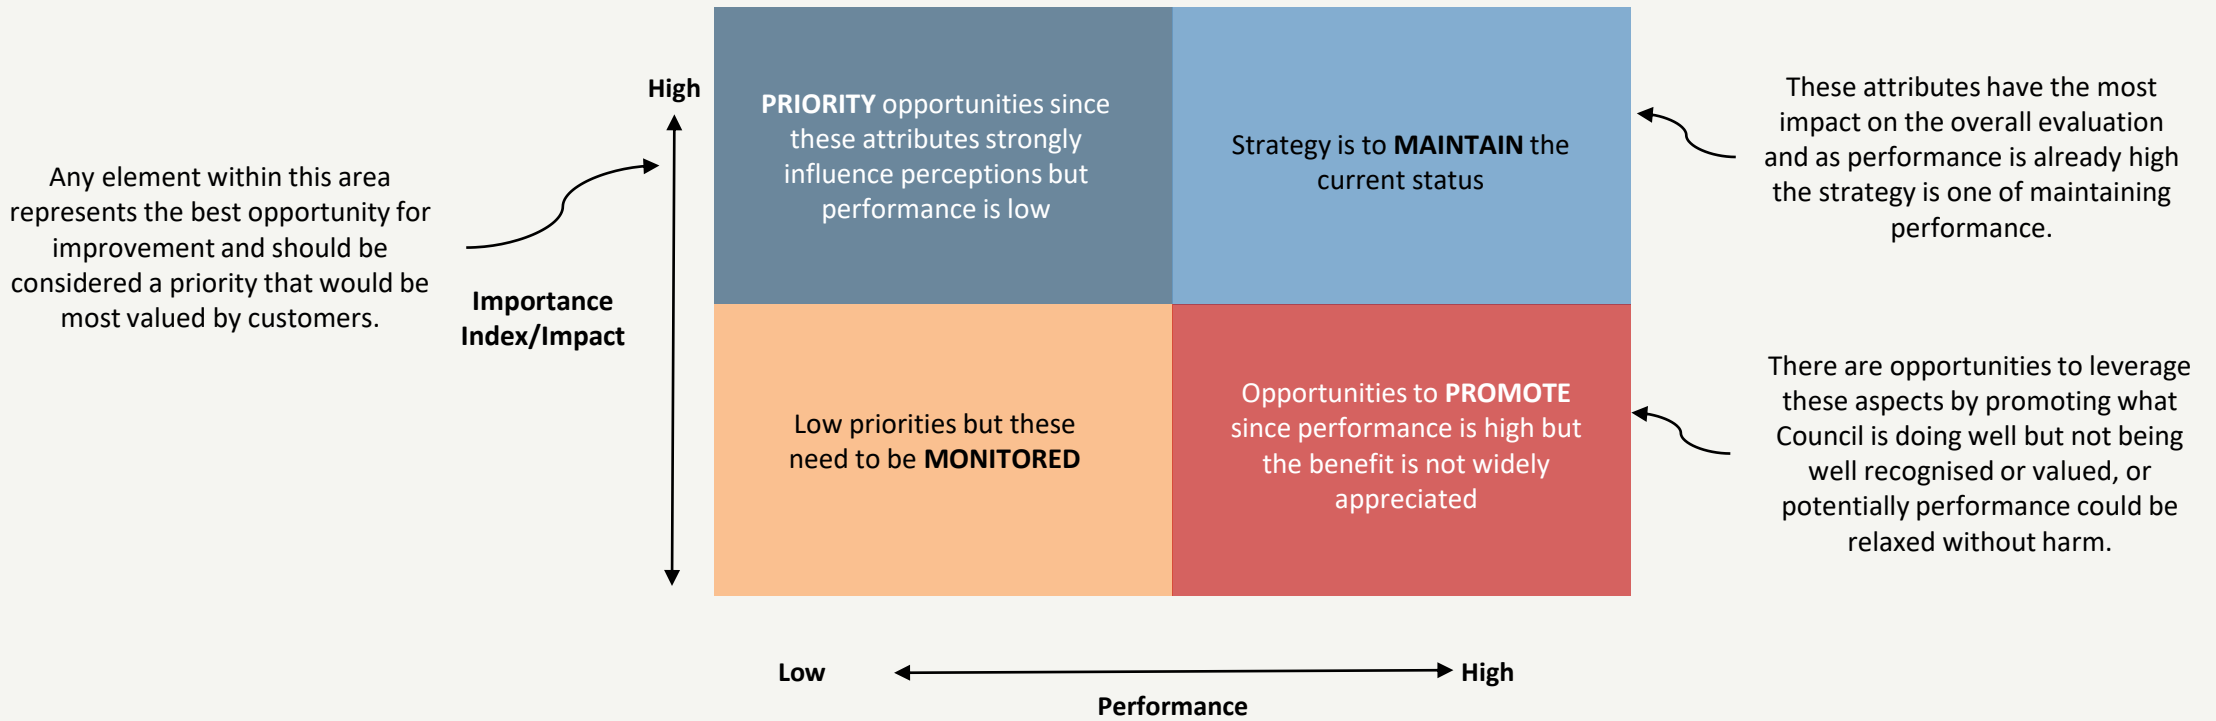 Any element within this area
represents the best opportunity for
improvement and should be
considered a priority that would be
most valued by customers.
High
Importance
Index/Impact
PRIORITY opportunities since
these attributes strongly
influence perceptions but
performance is low
Strategy is to MAINTAIN the
current status
Low priorities but these
need to be MONITORED
Opportunities to PROMOTE
since performance is high but
the benefit is not widely
appreciated
These attributes have the most
impact on the overall evaluation
and as performance is already high
the strategy is one of maintaining
performance.
There are opportunities to leverage
these aspects by promoting what
Council is doing well but not being
well recognised or valued, or
potentially performance could be
relaxed without harm.
Low
High
Performance